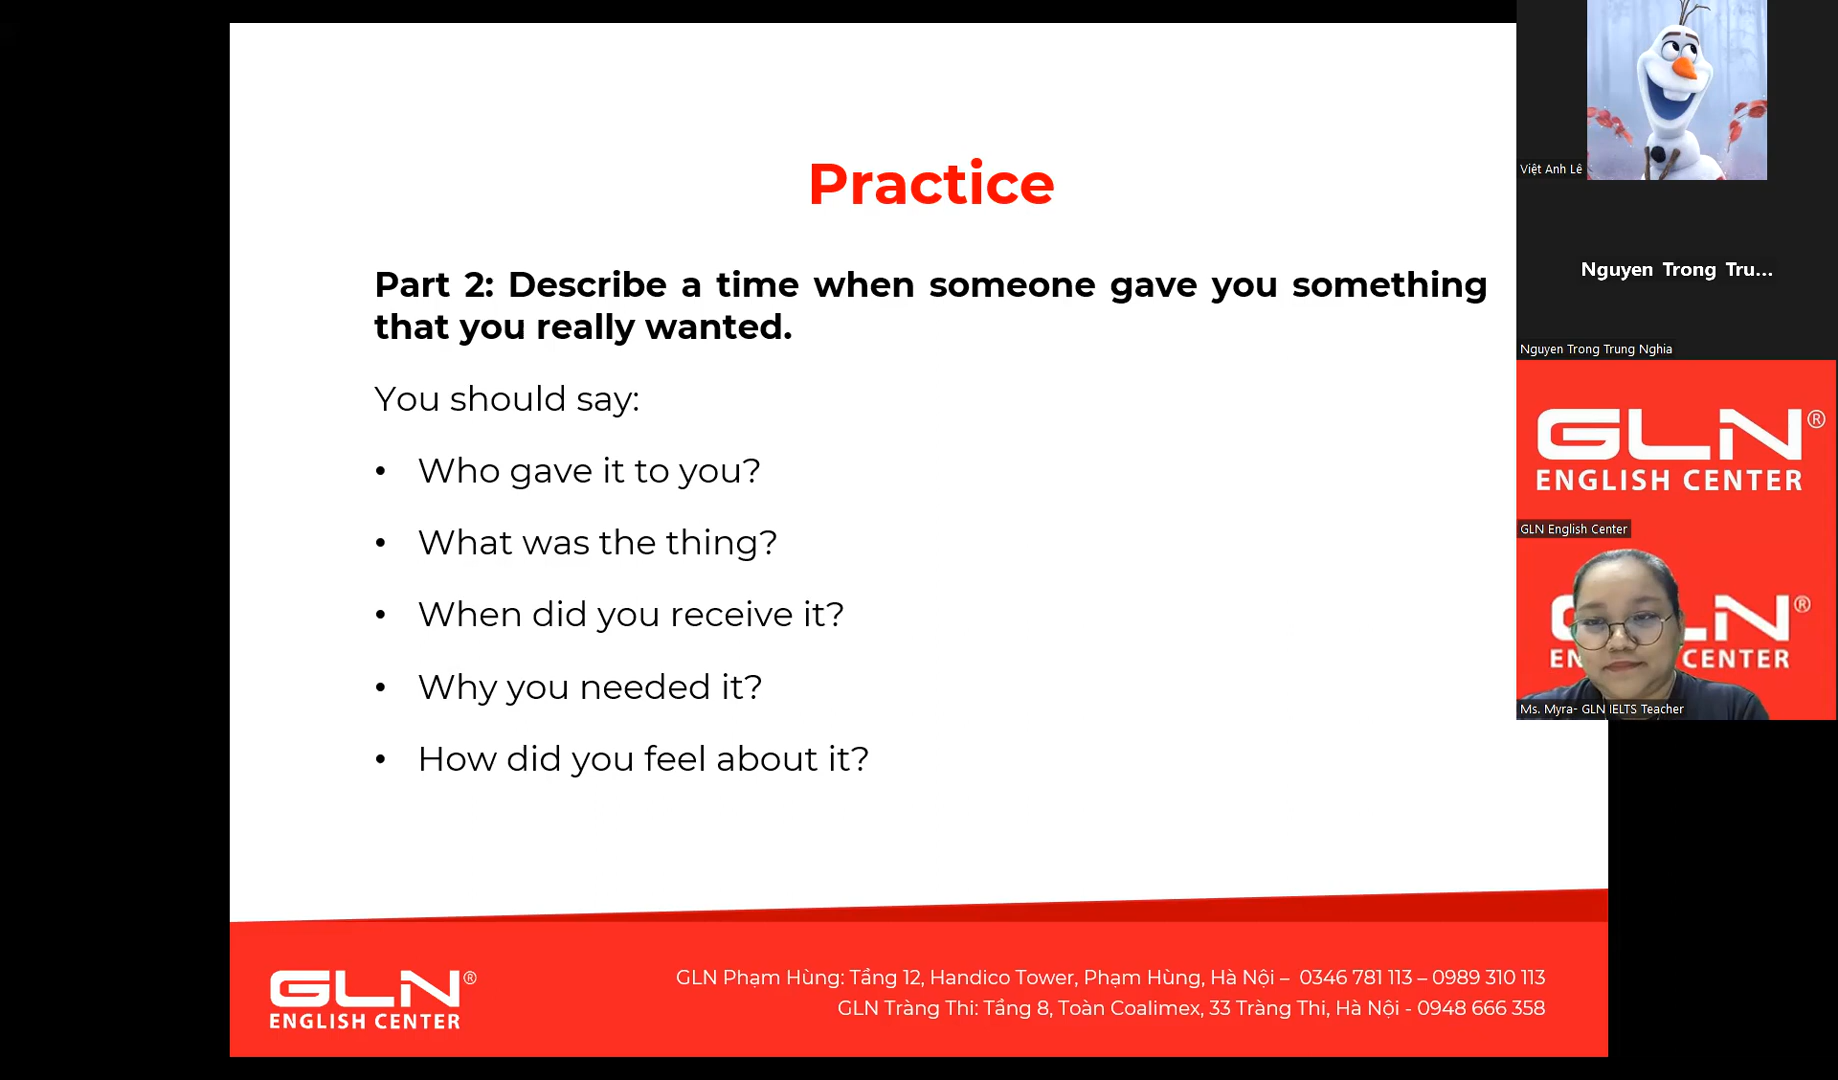 Practice
Part 2: Describe a time when someone gave you something
that you really wanted.
You should say:
• Who gave it to you?
• What was the thing?
• When did you receive it?
• Why you needed it?
• How did you feel about it?
GLN®
ENGLISH CENTER
GLN Phạm Hùng: Tầng 12, Handico Tower, Phạm Hùng, Hà Nội – 0346 781 113 – 0989 310 113
GLN Tràng Thi: Tầng 8, Toàn Coalimex, 33 Tràng Thi, Hà Nội - 0948 666 358
Việt Anh Lê
Nguyen Trong Tru...
Nguyen Trong Trung Nghia
GLN®
ENGLISH CENTER
GLN English Center
LN®
EN CENTER
Ms. Myra- GLN IELTS Teacher